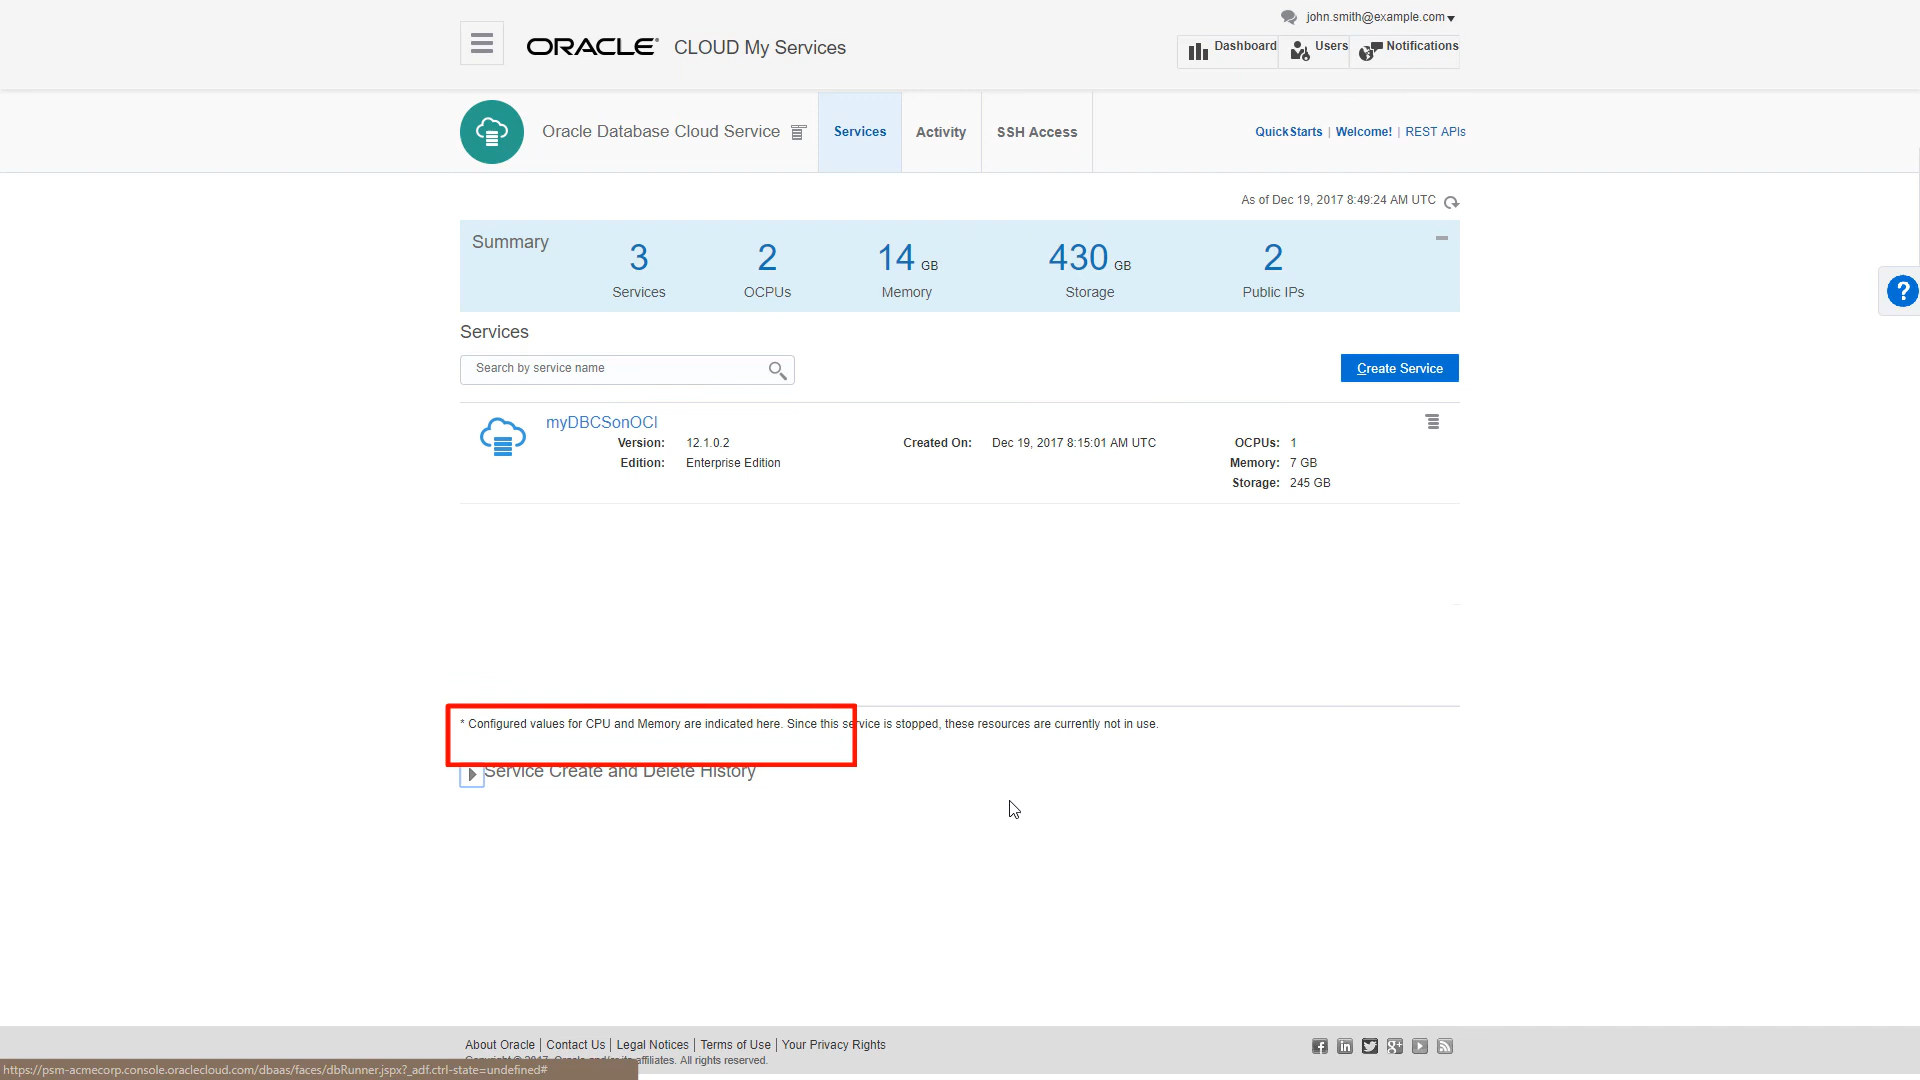 john.smith@example.com
ORACLE® CLOUD My Services
Dashboard Users Notifications
Oracle Database Cloud Service Services Activity SSH Access QuickStarts | Welcome! | REST APIs
As of Dec 19, 2017 8:49:24 AM UTC
Summary
3 2 14 GB 430 GB 2
Services OCPUs Memory Storage Public IPs
Services
Search by service name Create Service
myDBCSonOCI
Version: 12.1.0.2 Created On: Dec 19, 2017 8:15:01 AM UTC OCPUs: 1
Edition: Enterprise Edition Memory: 7 GB
Storage: 245 GB
* Configured values for CPU and Memory are indicated here. Since this service is stopped, these resources are currently not in use.
Service Create and Delete History
About Oracle | Contact Us | Legal Notices | Terms of Use | Your Privacy Rights
Copyright © 2017, Oracle and/or its affiliates. All rights reserved.
https://psm-acmecorp.console.oraclecloud.com/dbaas/faces/dbRunner.jspx?_adf.ctrl-state=undefined#
?